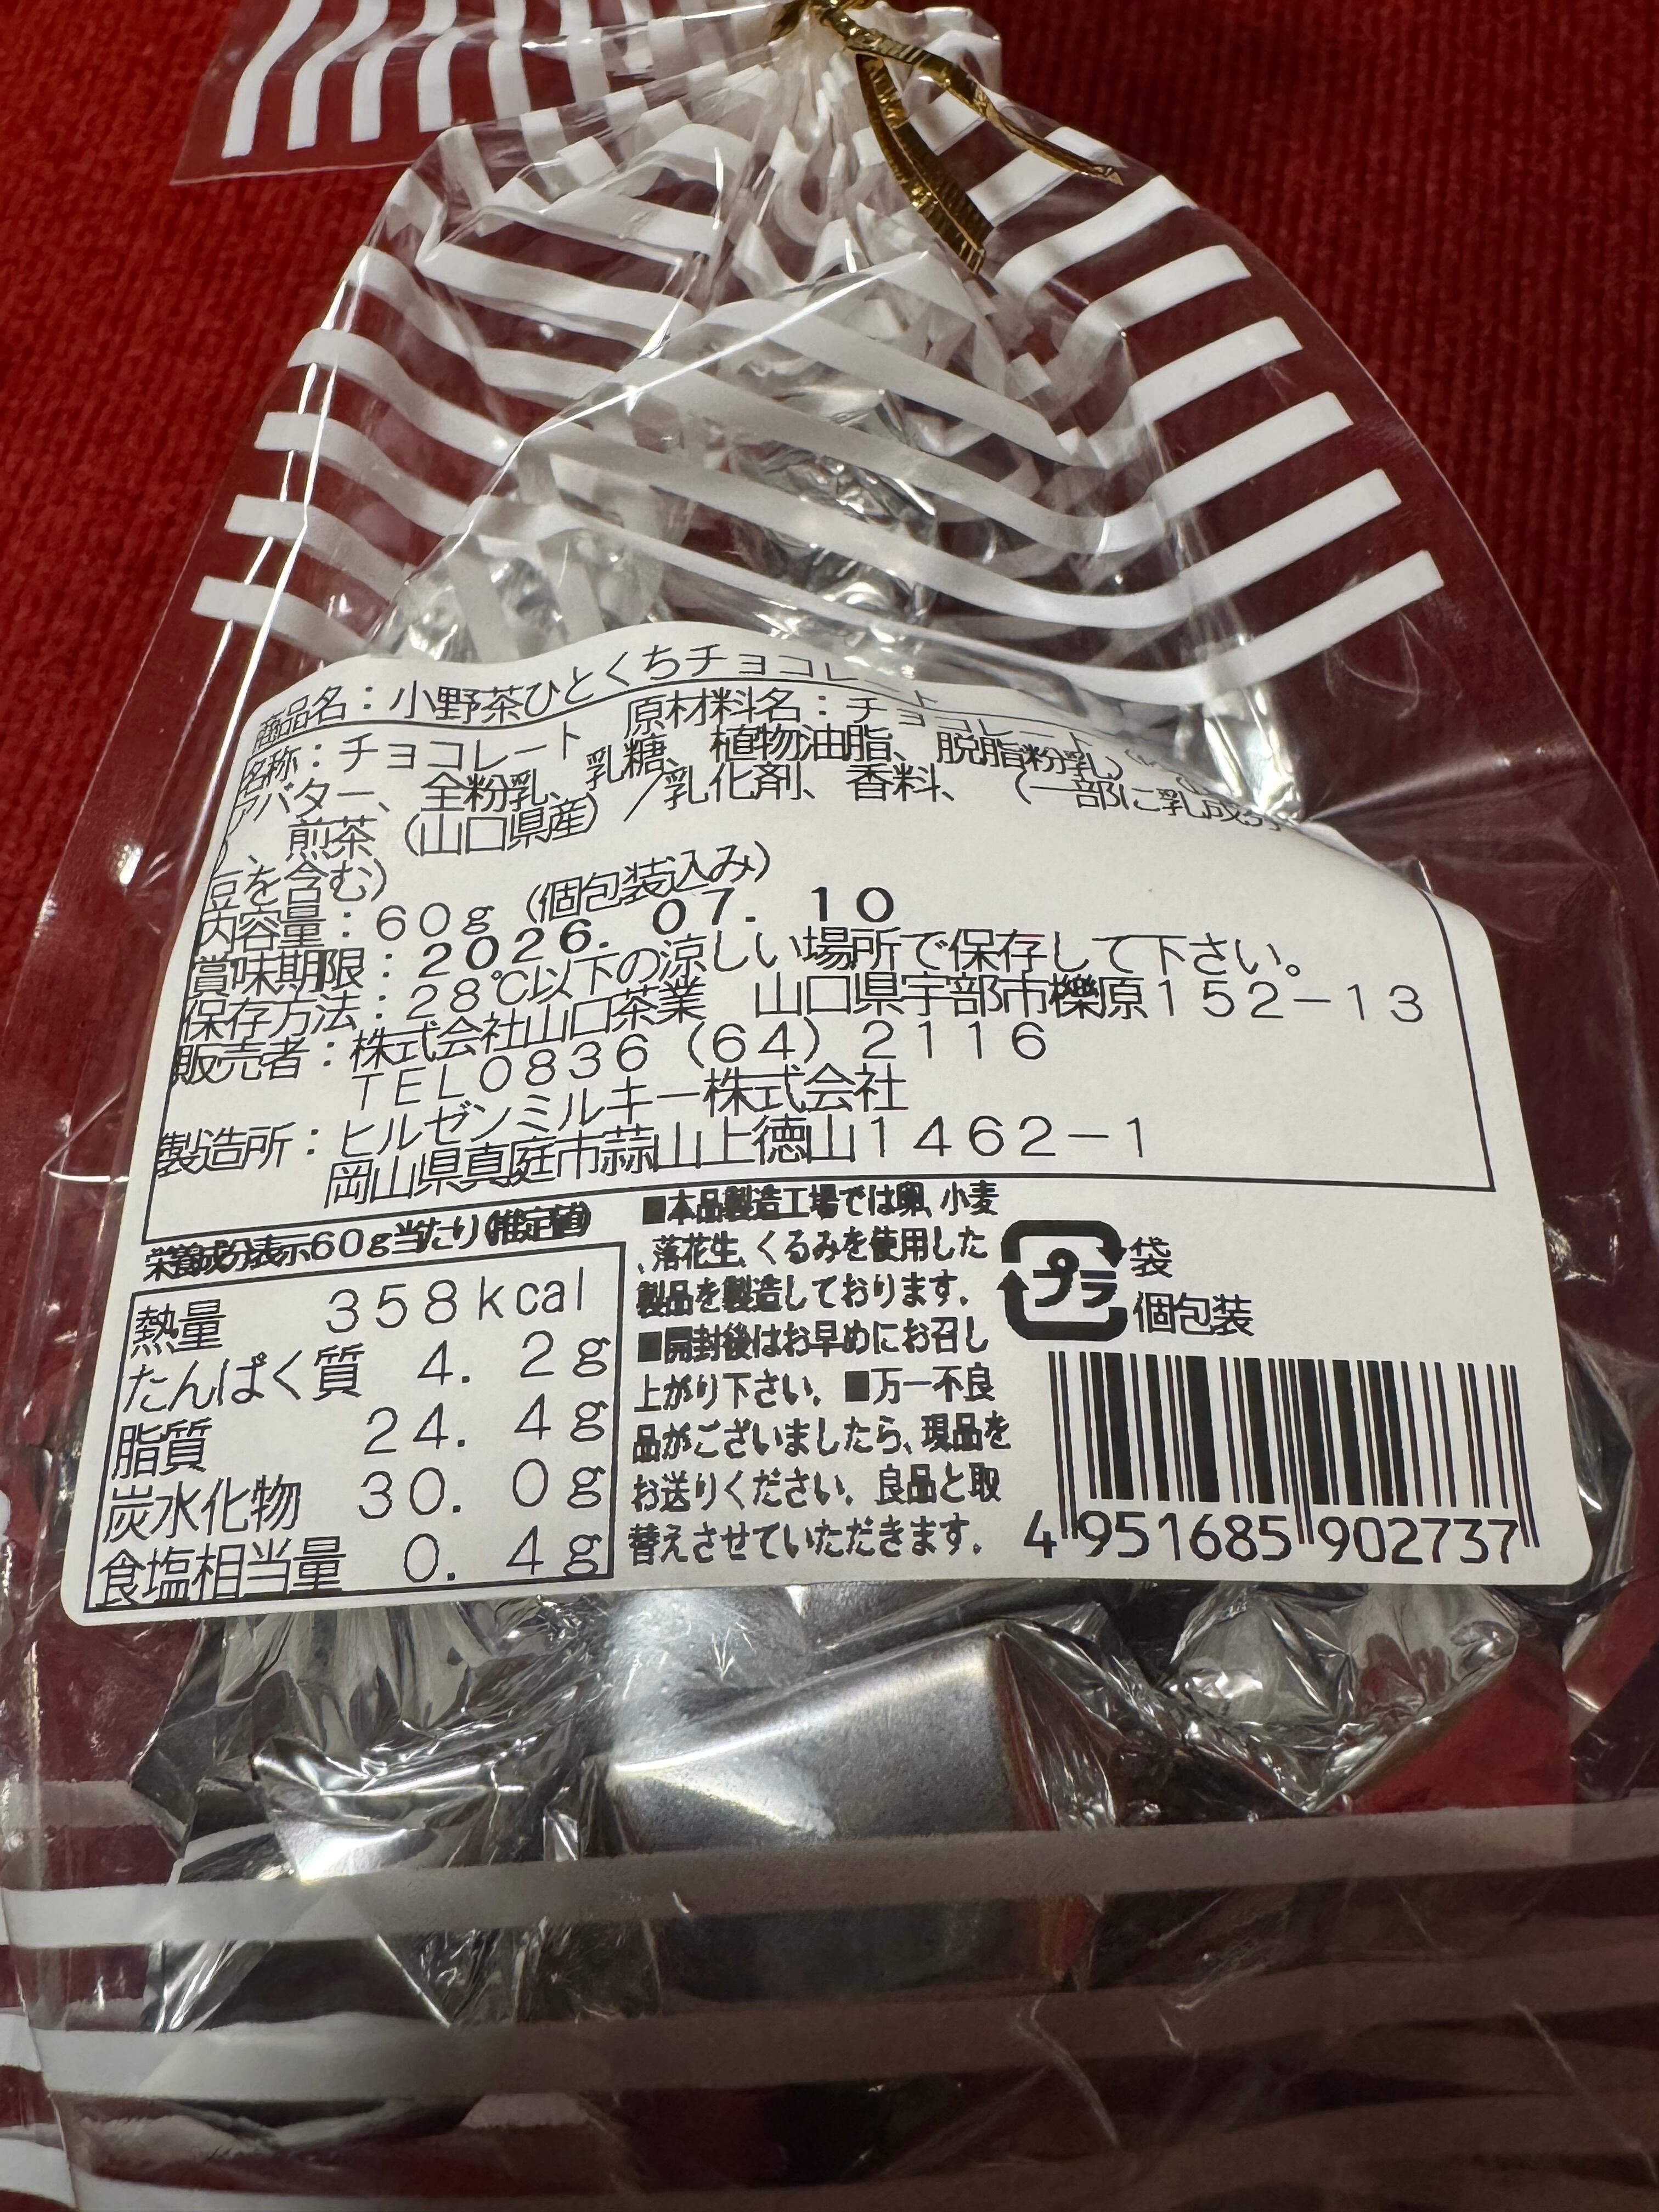 商品名：小野茶ひとくちチョコレート
名称：チョコレート 原材料名：チョコレート
アバター、全粉乳、乳糖、植物油脂、脱脂粉乳）
、煎茶（山口県産）／乳化剤、香料、（一部に乳成分
豆を含む）
内容量：60g（個包装込み）
賞味期限：2026. 07. 10
保存方法：28℃以下の涼しい場所で保存して下さい。
販売者：株式会社山口茶業 山口県宇部市櫟原152－13
TEL0836（64）2116
製造所：ヒルゼンミルキー株式会社
岡山県真庭市蒜山上徳山1462－1
栄養成分表示60g当たり（推定値）
熱量 358kcal
たんぱく質 4. 2g
脂質 24. 4g
炭水化物 30. 0g
食塩相当量 0. 4g
■本品製造工場では卵、小麦
、落花生、くるみを使用した
製品を製造しております。
■開封後はお早めにお召し
上がり下さい。■万一不良
品がございましたら、現品を
お送りください。良品と取
替えさせていただきます。
プラ
袋
個包装
4951685902737